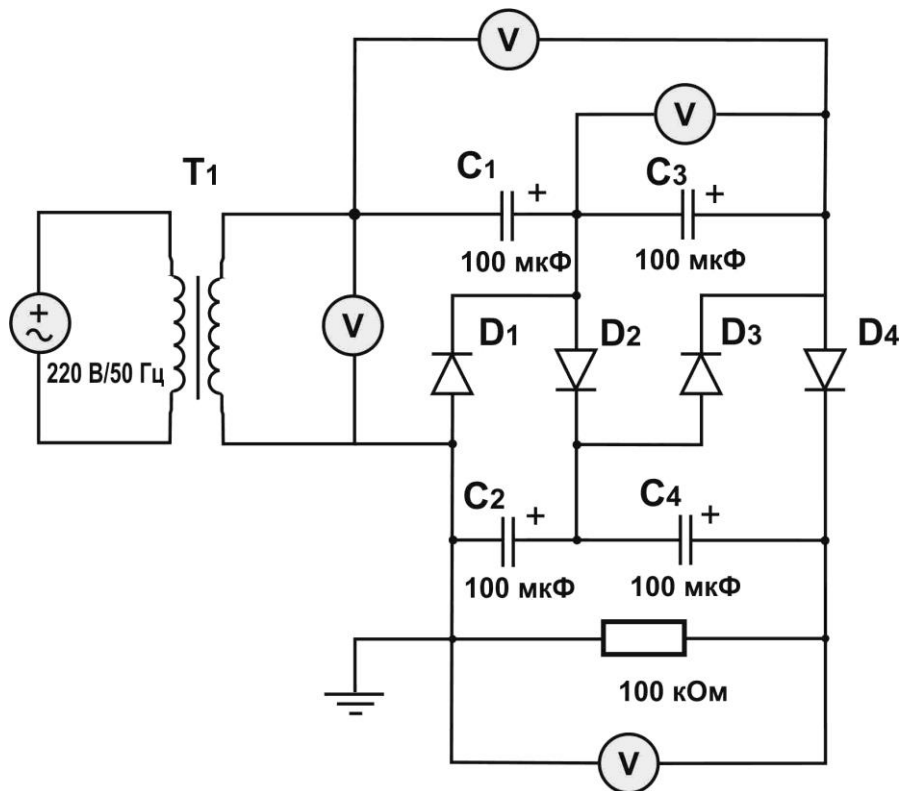 V
V
T1
C1
+
C3
+
100 мкФ
100 мкФ
+
V
220 В/50 Гц
D1
D2
D3
D4
C2
+
C4
+
100 мкФ
100 мкФ
100 кОм
V